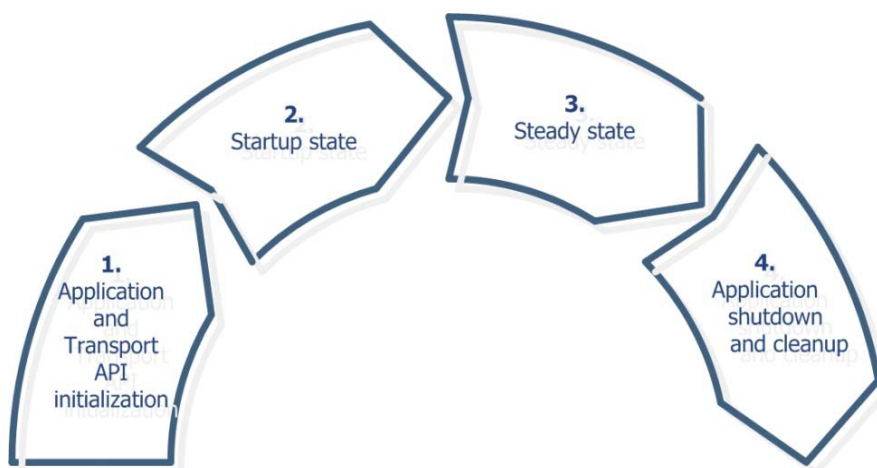 1.
Application
and
Transport
API
initialization
2.
Startup state
3.
Steady state
4.
Application
shutdown
and cleanup